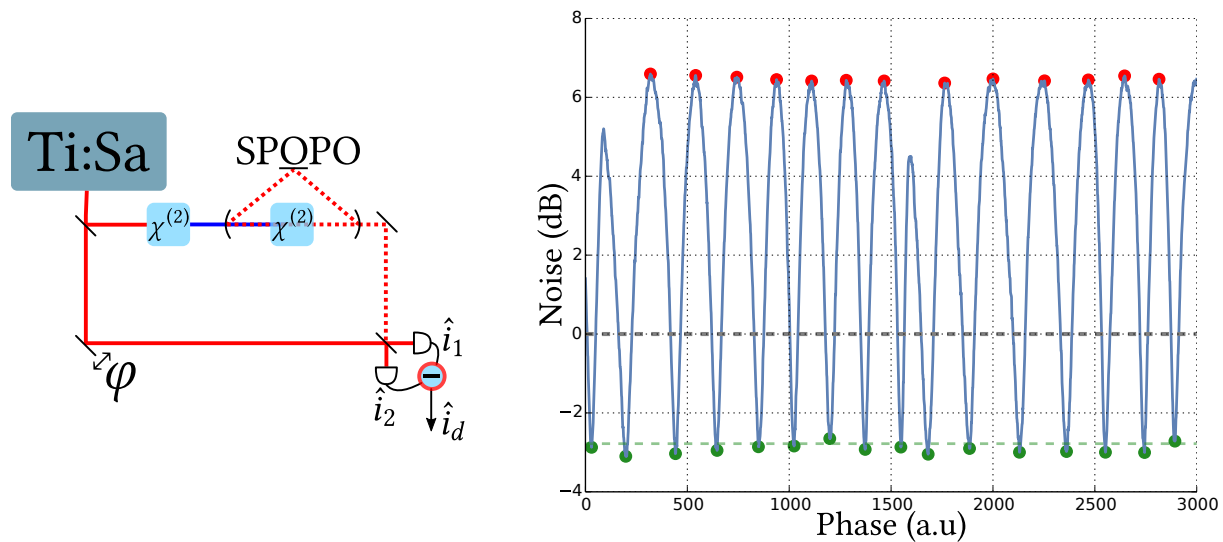 Ti:Sa
SPOPO
χ(2)
χ(2)
φ
î1
î2
îd
Noise (dB)
8
6
4
2
0
−2
−4
0
500
1000
1500
2000
2500
3000
Phase (a.u)